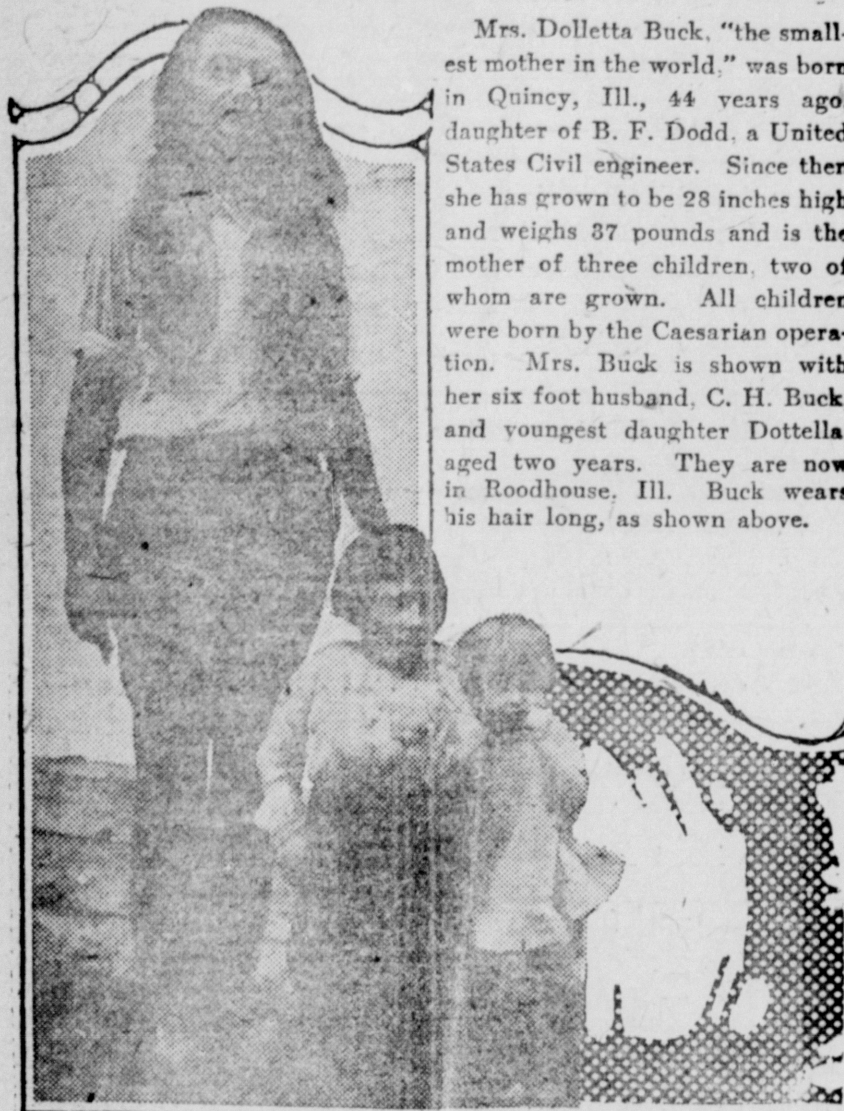 Mrs. Dolletta Buck, "the small-
est mother in the world," was born
in Quincy, Ill., 44 years ago
daughter of B. F. Dodd, a United
States Civil engineer. Since then
she has grown to be 28 inches high
and weighs 37 pounds and is the
mother of three children, two of
whom are grown. All children
were born by the Caesarian opera-
tion. Mrs. Buck is shown with
her six foot husband, C. H. Buck
and youngest daughter Dottella
aged two years. They are now
in Roodhouse, Ill. Buck wears
his hair long, as shown above.